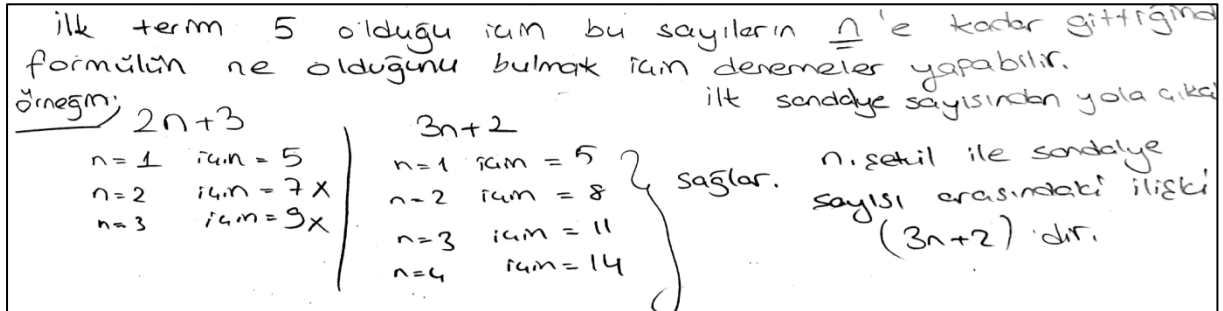 ilk term 5 olduğu için bu sayıların n'e kadar gittiğind
formülün ne olduğunu bulmak için denemeler yapabilir.
Örneğin; ilk sandalye sayısından yola çıka
2n+3
n = 1 için = 5
n = 2 için = 7 x
n = 3 için = 9 x
3n+2
n = 1 için = 5
n = 2 için = 8
n = 3 için = 11
n = 4 için = 14
sağlar.
n. şekil ile sandalye
sayısı arasındaki ilişki
(3n+2) dir.